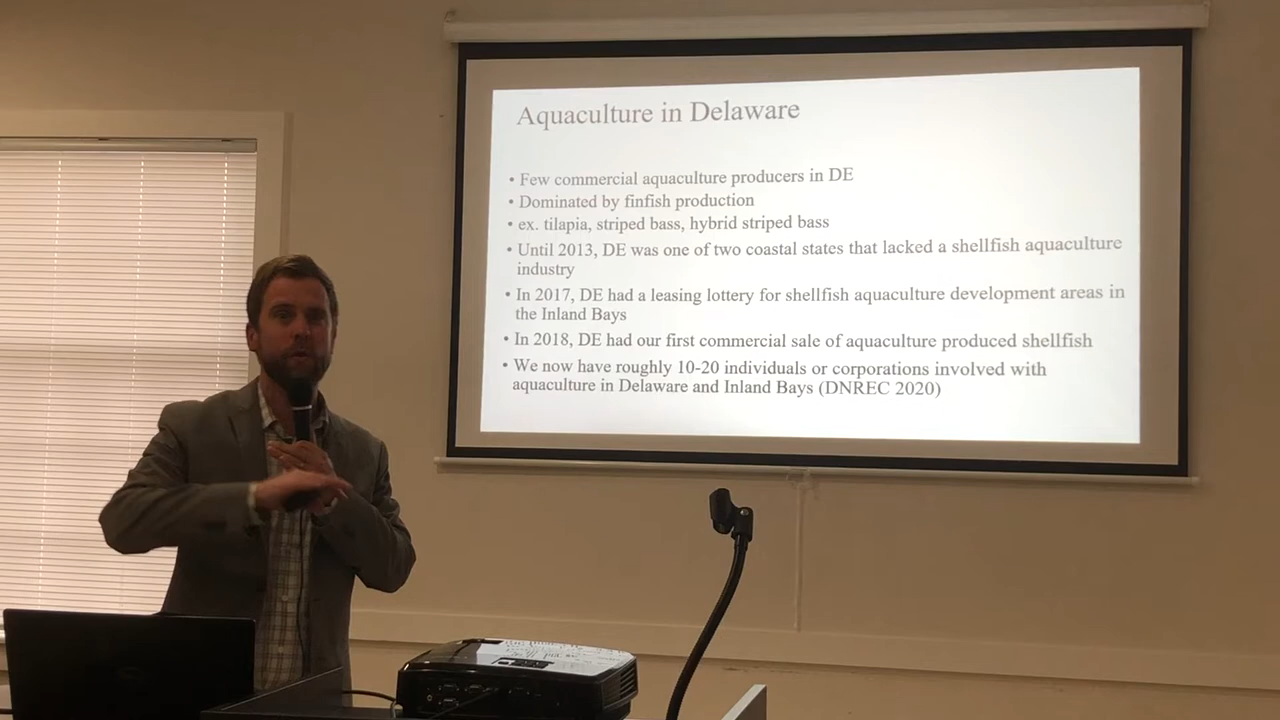 Aquaculture in Delaware
• Few commercial aquaculture producers in DE
• Dominated by finfish production
• ex. tilapia, striped bass, hybrid striped bass
• Until 2013, DE was one of two coastal states that lacked a shellfish aquaculture
industry
• In 2017, DE had a leasing lottery for shellfish aquaculture development areas in
the Inland Bays
• In 2018, DE had our first commercial sale of aquaculture produced shellfish
• We now have roughly 10-20 individuals or corporations involved with
aquaculture in Delaware and Inland Bays (DNREC 2020)